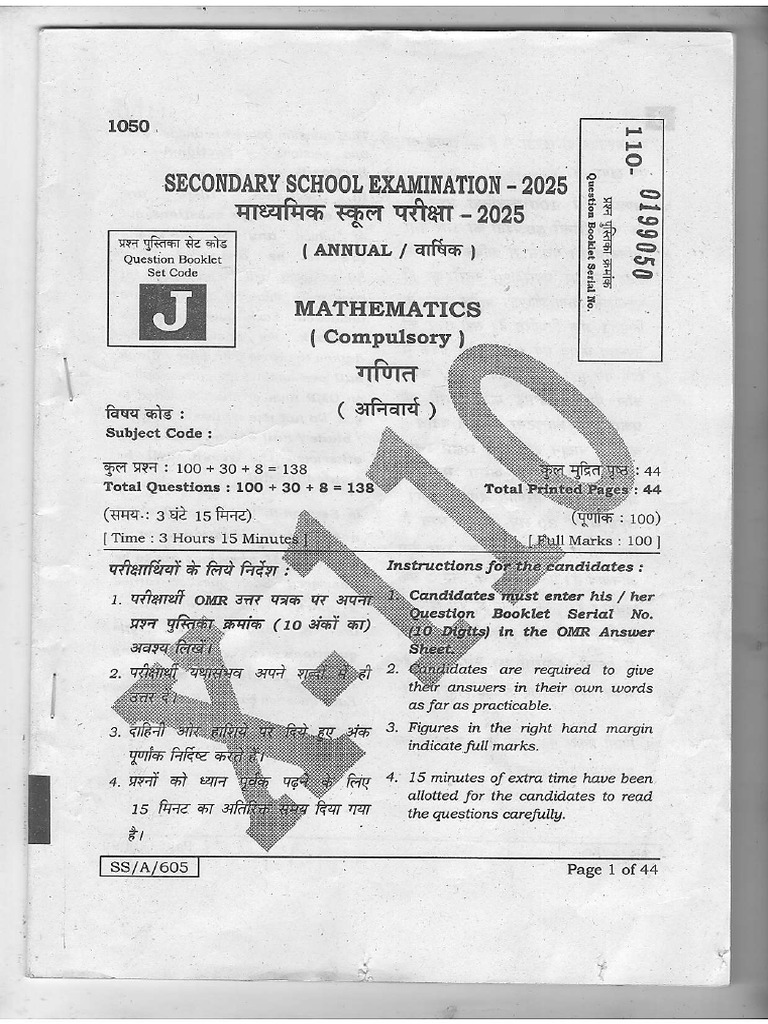 1050
SECONDARY SCHOOL EXAMINATION – 2025
माध्यमिक स्कूल परीक्षा – 2025
( ANNUAL / वार्षिक )
प्रश्न पुस्तिका सेट कोड
Question Booklet
Set Code
J
110- 0199050
प्रश्न पुस्तिका क्रमांक
Question Booklet Serial No.
MATHEMATICS
( Compulsory )
गणित
( अनिवार्य )
विषय कोड :
Subject Code :
कुल प्रश्न : 100 + 30 + 8 = 138
Total Questions : 100 + 30 + 8 = 138
(समय : 3 घंटे 15 मिनट)
[ Time : 3 Hours 15 Minutes ]
कुल मुद्रित पृष्ठ : 44
Total Printed Pages : 44
(पूर्णांक : 100)
[ Full Marks : 100 ]
परीक्षार्थियों के लिये निर्देश :
1. परीक्षार्थी OMR उत्तर पत्रक पर अपना
प्रश्न पुस्तिका क्रमांक (10 अंकों का)
अवश्य लिखें।
2. परीक्षार्थी यथासंभव अपने शब्दों में ही
उत्तर दें।
3. दाहिनी ओर हाशिये पर दिये हुए अंक
पूर्णांक निर्दिष्ट करते हैं।
4. प्रश्नों को ध्यान पूर्वक पढ़ने के लिए
15 मिनट का अतिरिक्त समय दिया गया
है।
Instructions for the candidates :
1. Candidates must enter his / her
Question Booklet Serial No.
(10 Digits) in the OMR Answer
Sheet.
2. Candidates are required to give
their answers in their own words
as far as practicable.
3. Figures in the right hand margin
indicate full marks.
4. 15 minutes of extra time have been
allotted for the candidates to read
the questions carefully.
X-110
SS/A/605
Page 1 of 44